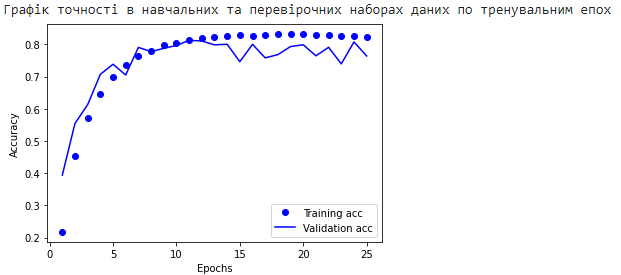 Графік точності в навчальних та перевірочних наборах даних по тренувальним епох
0.8
0.7
0.6
0.5
0.4
0.3
0.2
Accuracy
0
5
10
15
20
25
Epochs
Training acc
Validation acc